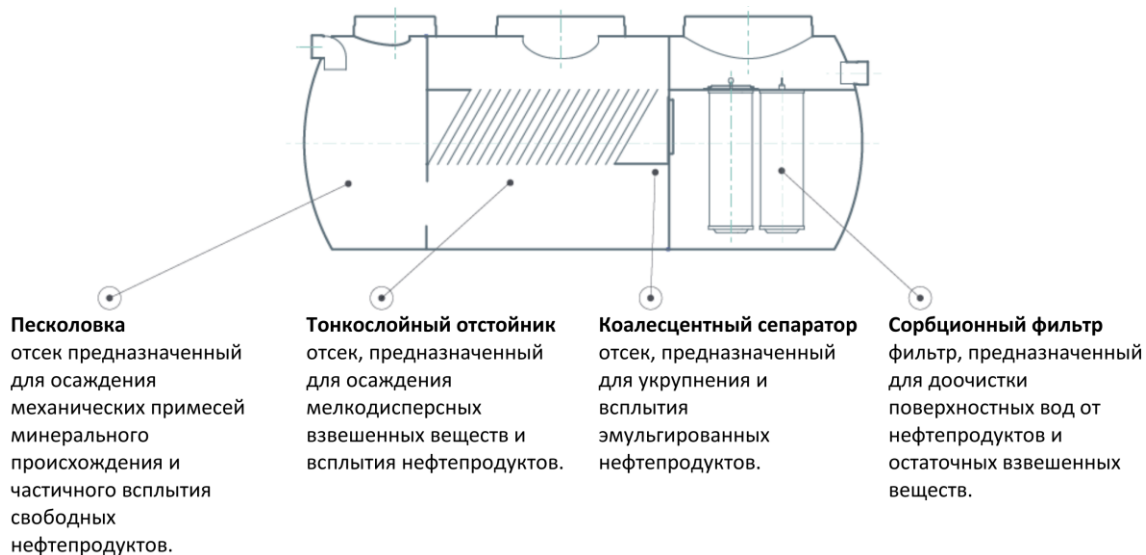 Песколовка
отсек предназначенный
для осаждения
механических примесей
минерального
происхождения и
частичного всплытия
свободных
нефтепродуктов.
Тонкослойный отстойник
отсек, предназначенный
для осаждения
мелкодисперсных
взвешенных веществ и
всплытия нефтепродуктов.
Коалесцентный сепаратор
отсек, предназначенный
для укрупнения и
всплытия
эмульгированных
нефтепродуктов.
Сорбционный фильтр
фильтр, предназначенный
для доочистки
поверхностных вод от
нефтепродуктов и
остаточных взвешенных
веществ.